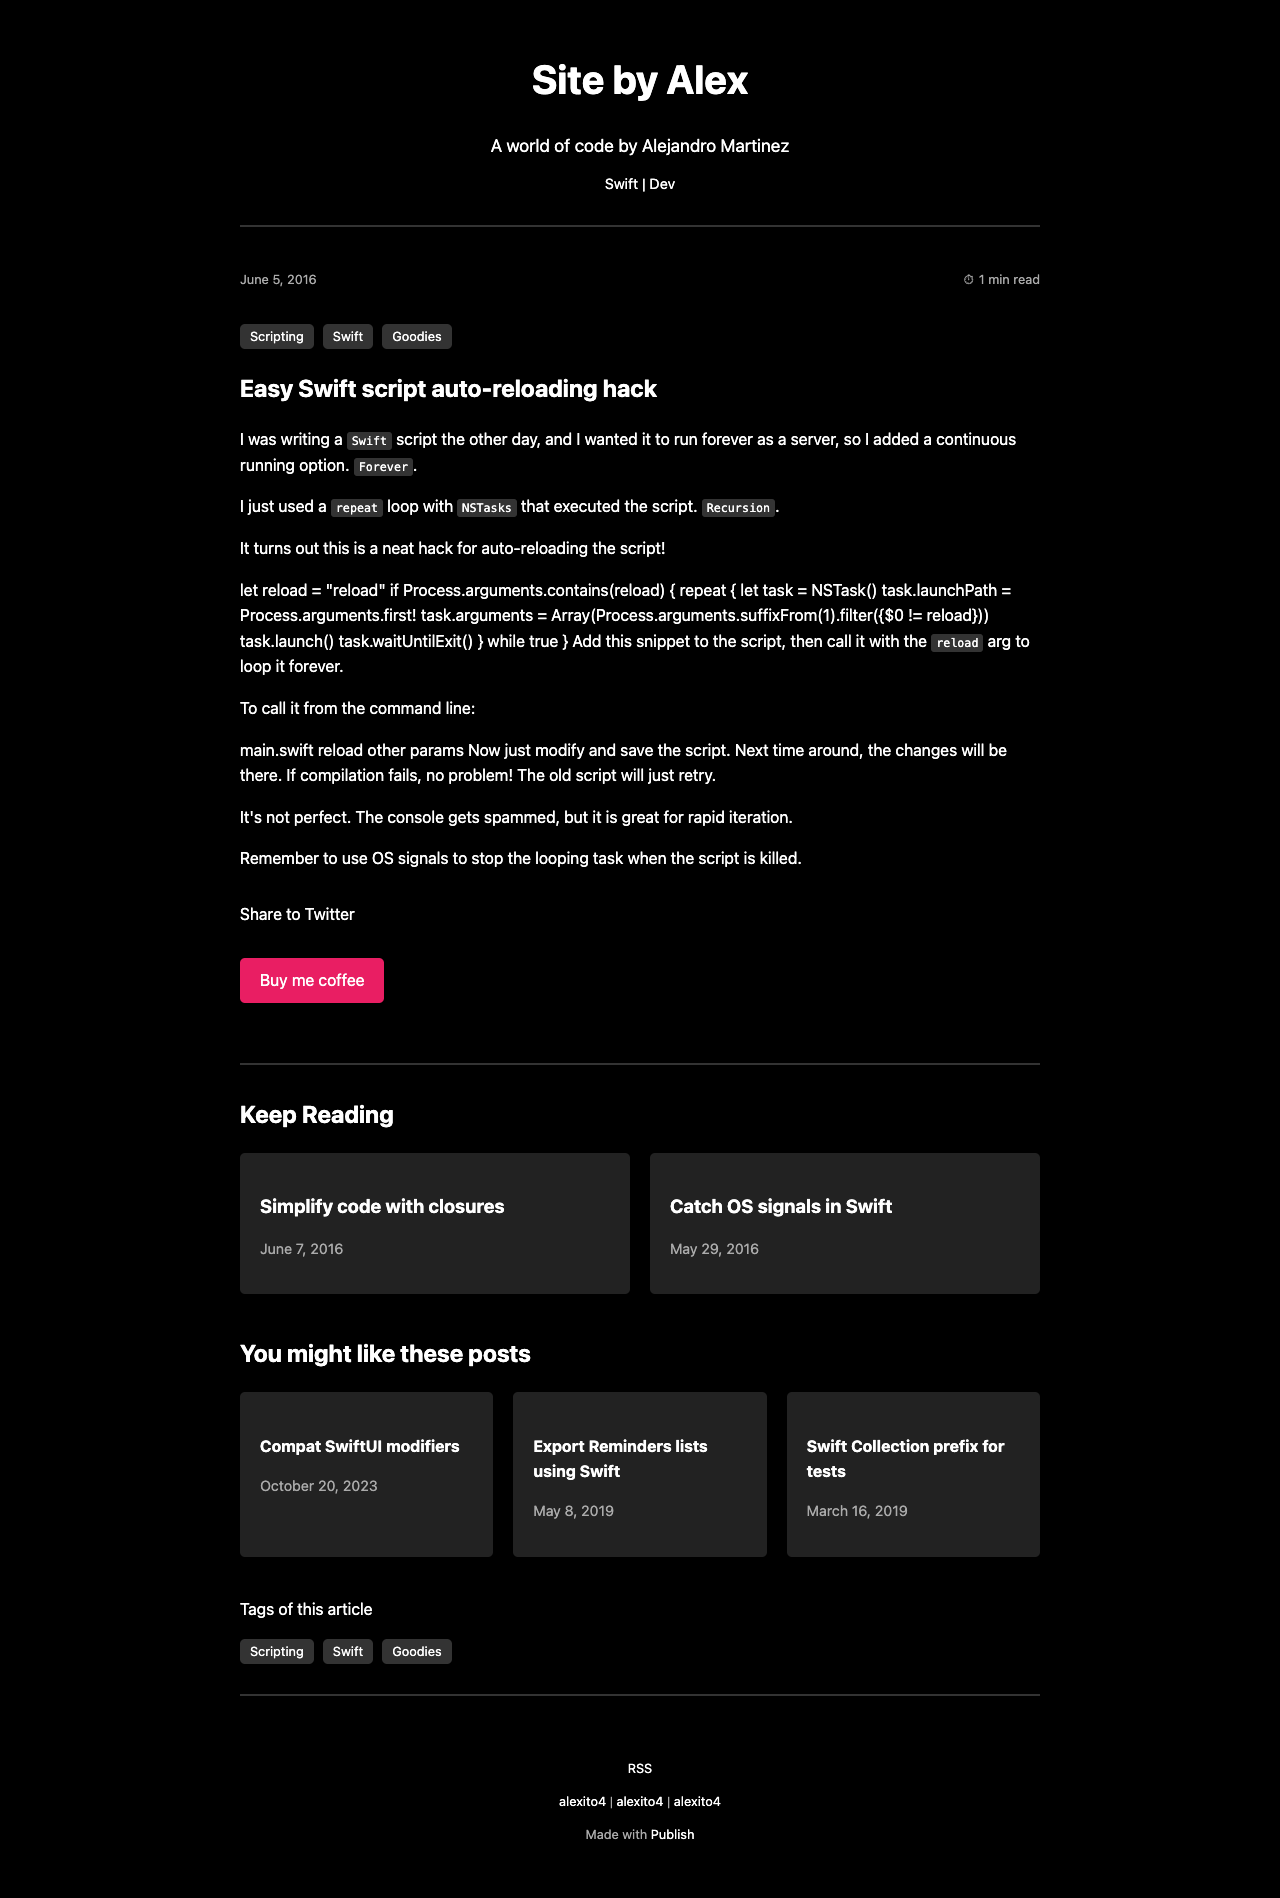 Site by Alex
A world of code by Alejandro Martinez
Swift | Dev
June 5, 2016
⏱ 1 min read
Scripting Swift Goodies
Easy Swift script auto-reloading hack
I was writing a Swift script the other day, and I wanted it to run forever as a server, so I added a continuous
running option. Forever.
I just used a repeat loop with NSTasks that executed the script. Recursion.
It turns out this is a neat hack for auto-reloading the script!
let reload = "reload" if Process.arguments.contains(reload) { repeat { let task = NSTask() task.launchPath =
Process.arguments.first! task.arguments = Array(Process.arguments.suffixFrom(1).filter({$0 != reload}))
task.launch() task.waitUntilExit() } while true } Add this snippet to the script, then call it with the reload arg to
loop it forever.
To call it from the command line:
main.swift reload other params Now just modify and save the script. Next time around, the changes will be
there. If compilation fails, no problem! The old script will just retry.
It's not perfect. The console gets spammed, but it is great for rapid iteration.
Remember to use OS signals to stop the looping task when the script is killed.
Share to Twitter
Buy me coffee
Keep Reading
Simplify code with closures
June 7, 2016
Catch OS signals in Swift
May 29, 2016
You might like these posts
Compat SwiftUI modifiers
October 20, 2023
Export Reminders lists
using Swift
May 8, 2019
Swift Collection prefix for
tests
March 16, 2019
Tags of this article
Scripting Swift Goodies
RSS
alexito4 | alexito4 | alexito4
Made with Publish